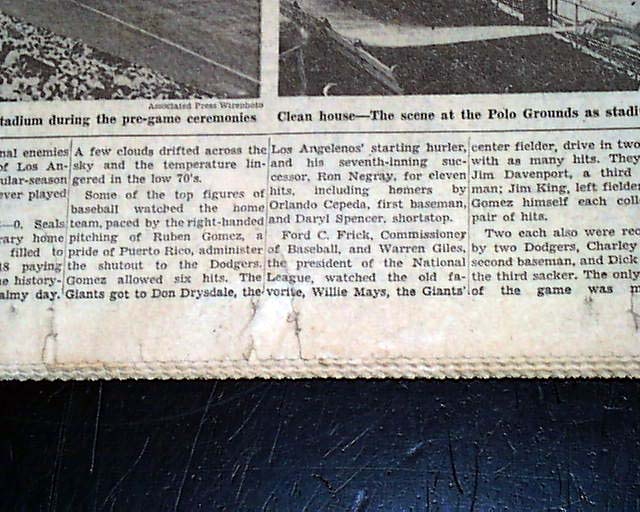 Associated Press Wirephoto
tadium during the pre-game ceremonies
Clean house—The scene at the Polo Grounds as stadi
nal enemies
of Los An-
ular-season
ever played
—0. Seals
rary home
filled to
18 paying
he history-
almy day.
A few clouds drifted across the
sky and the temperature lin-
gered in the low 70's.
Some of the top figures of
baseball watched the home
team, paced by the right-handed
pitching of Ruben Gomez, a
pride of Puerto Rico, administer
the shutout to the Dodgers.
Gomez allowed six hits. The
Giants got to Don Drysdale, the
Los Angelenos' starting hurler,
and his seventh-inning suc-
cessor, Ron Negray, for eleven
hits, including homers by
Orlando Cepeda, first baseman,
and Daryl Spencer, shortstop.
Ford C. Frick, Commissioner
of Baseball, and Warren Giles,
the president of the National
League, watched the old fa-
vorite, Willie Mays, the Giants'
center fielder, drive in two
with as many hits. They
Jim Davenport, a third
man; Jim King, left fielder
Gomez himself each coll
pair of hits.
Two each also were rec
by two Dodgers, Charley
second baseman, and Dick
the third sacker. The only
of the game was m